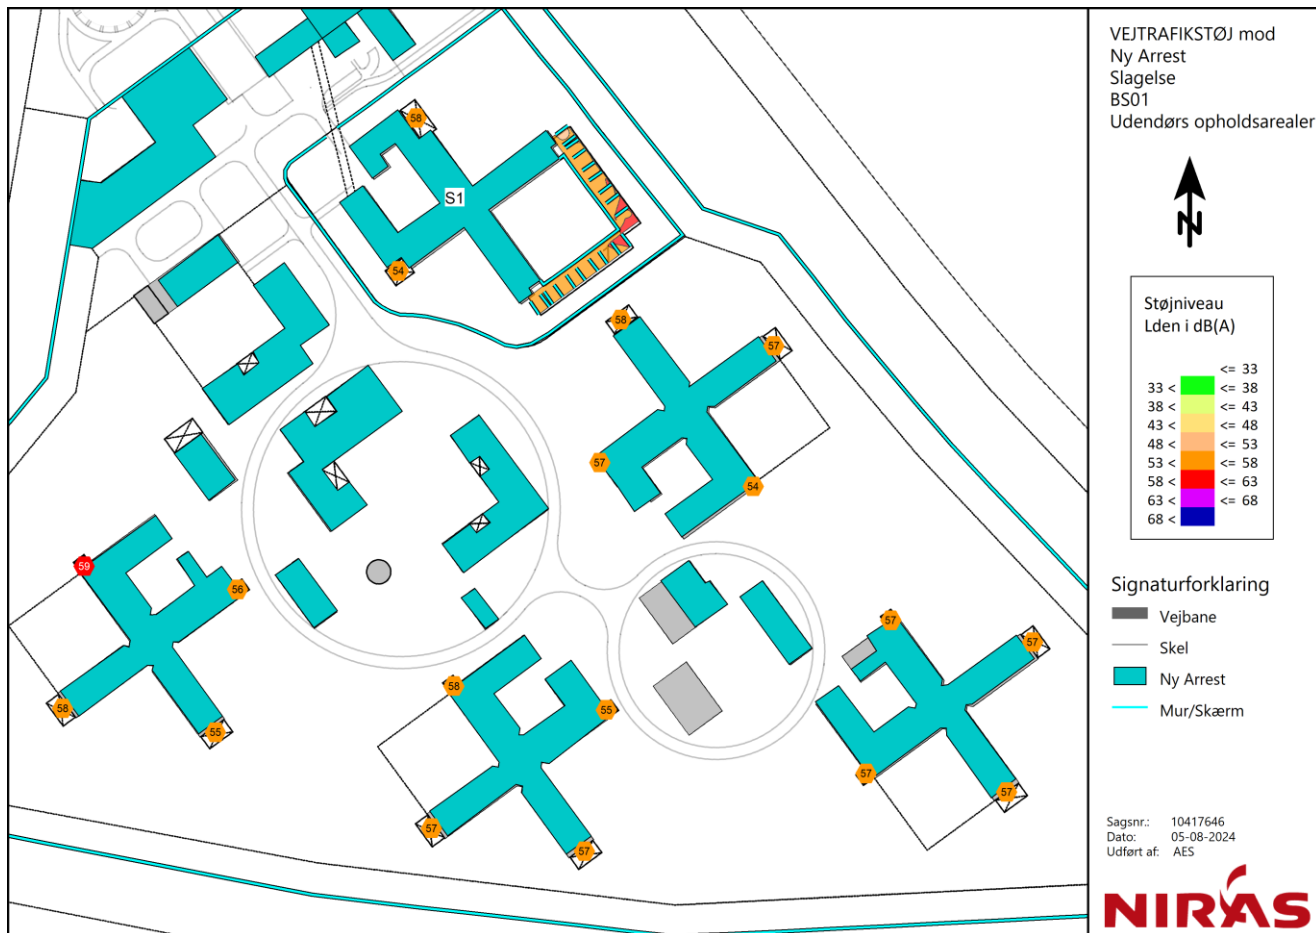 VEJTRAFIKSTØJ mod
Ny Arrest
Slagelse
BS01
Udendørs opholdsarealer
N
Støjniveau
Lden i dB(A)
<= 33
33 < <= 38
38 < <= 43
43 < <= 48
48 < <= 53
53 < <= 58
58 < <= 63
63 < <= 68
68 <
Signaturforklaring
Vejbane
Skel
Ny Arrest
Mur/Skærm
Sagsnr.: 10417646
Dato: 05-08-2024
Udført af: AES
NIRAS
58
S1
54
58
57
57
54
59
56
58
55
58
55
57
57
57
57
57
57